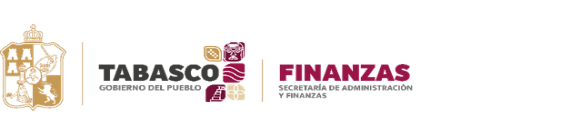 TABASCO
GOBIERNO DEL PUEBLO
FINANZAS
SECRETARÍA DE ADMINISTRACIÓN
Y FINANZAS